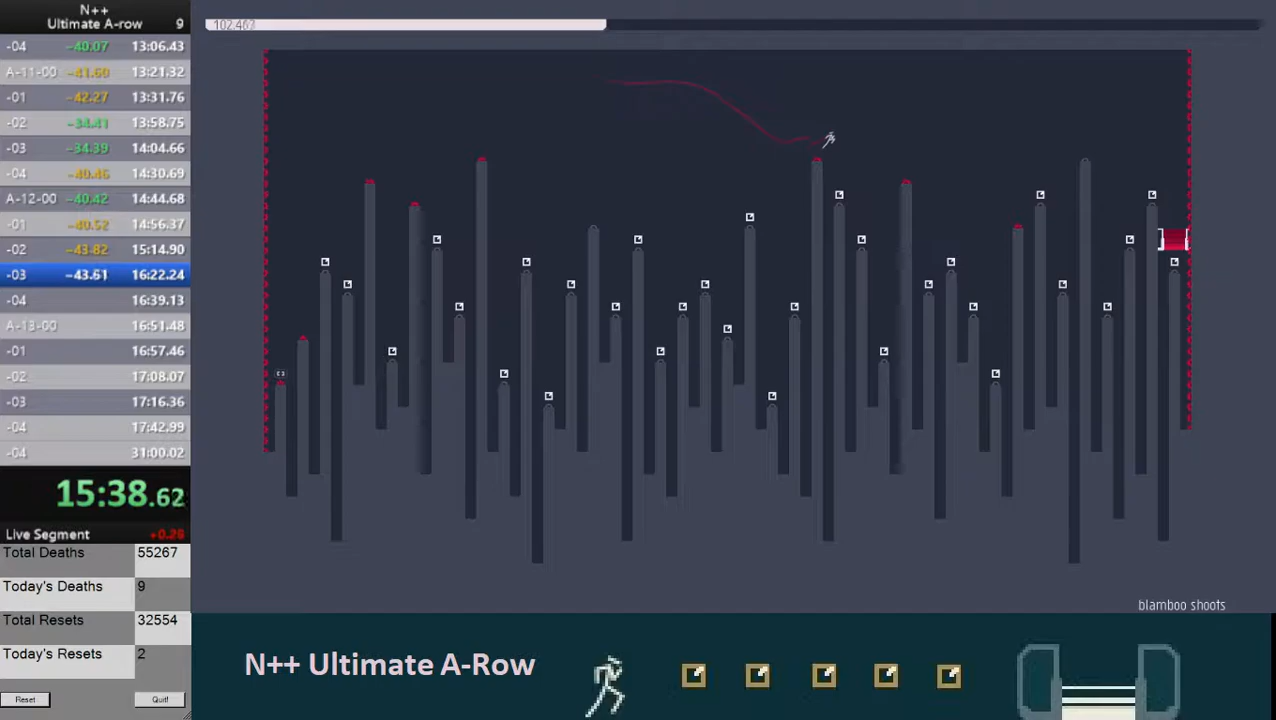 N++
Ultimate A-row 9
-04 -40.07 13:06.43
A-11-00 -41.60 13:21.32
-01 -42.27 13:31.76
-02 -34.41 13:58.75
-03 -34.39 14:04.66
-04 -40.46 14:30.69
A-12-00 -40.42 14:44.68
-01 -40.52 14:56.37
-02 -43.82 15:14.90
-03 -43.61 16:22.24
-04 16:39.13
A-13-00 16:51.48
-01 16:57.46
-02 17:08.07
-03 17:16.36
-04 17:42.99
-04 31:00.02
15:38.62
Live Segment +0.26
Total Deaths 55267
Today's Deaths 9
Total Resets 32554
Today's Resets 2
Reset Quit!
102.467
blamboo shoots
N++ Ultimate A-Row